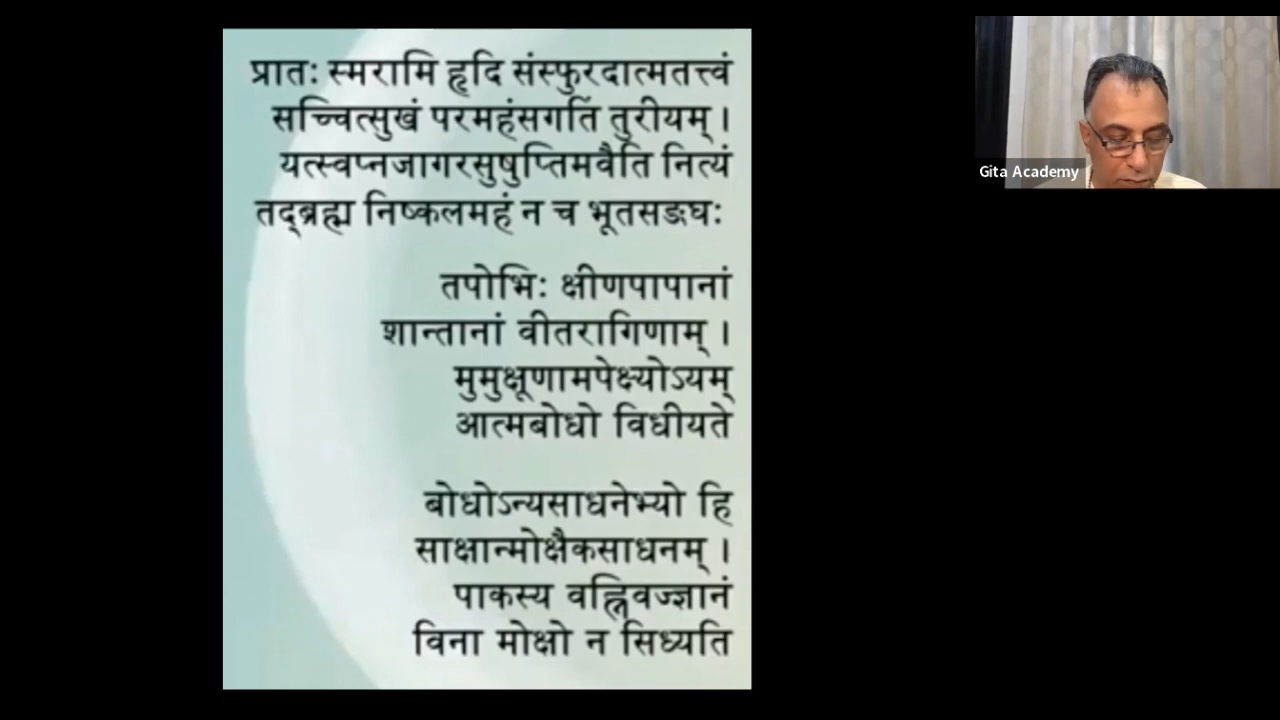 प्रातः स्मरामि हृदि संस्फुरदात्मतत्त्वं
सच्चित्सुखं परमहंसगतिं तुरीयम् ।
यत्स्वप्नजागरसुषुप्तिमवैति नित्यं
तद्ब्रह्म निष्कलमहं न च भूतसङघः
तपोभिः क्षीणपापानां
शान्तानां वीतरागिणाम् ।
मुमुक्षूणामपेक्ष्योऽयम्
आत्मबोधो विधीयते
बोधोऽन्यसाधनेभ्यो हि
साक्षान्मोक्षैकसाधनम् ।
पाकस्य वह्निवज्ज्ञानं
विना मोक्षो न सिध्यति
Gita Academy